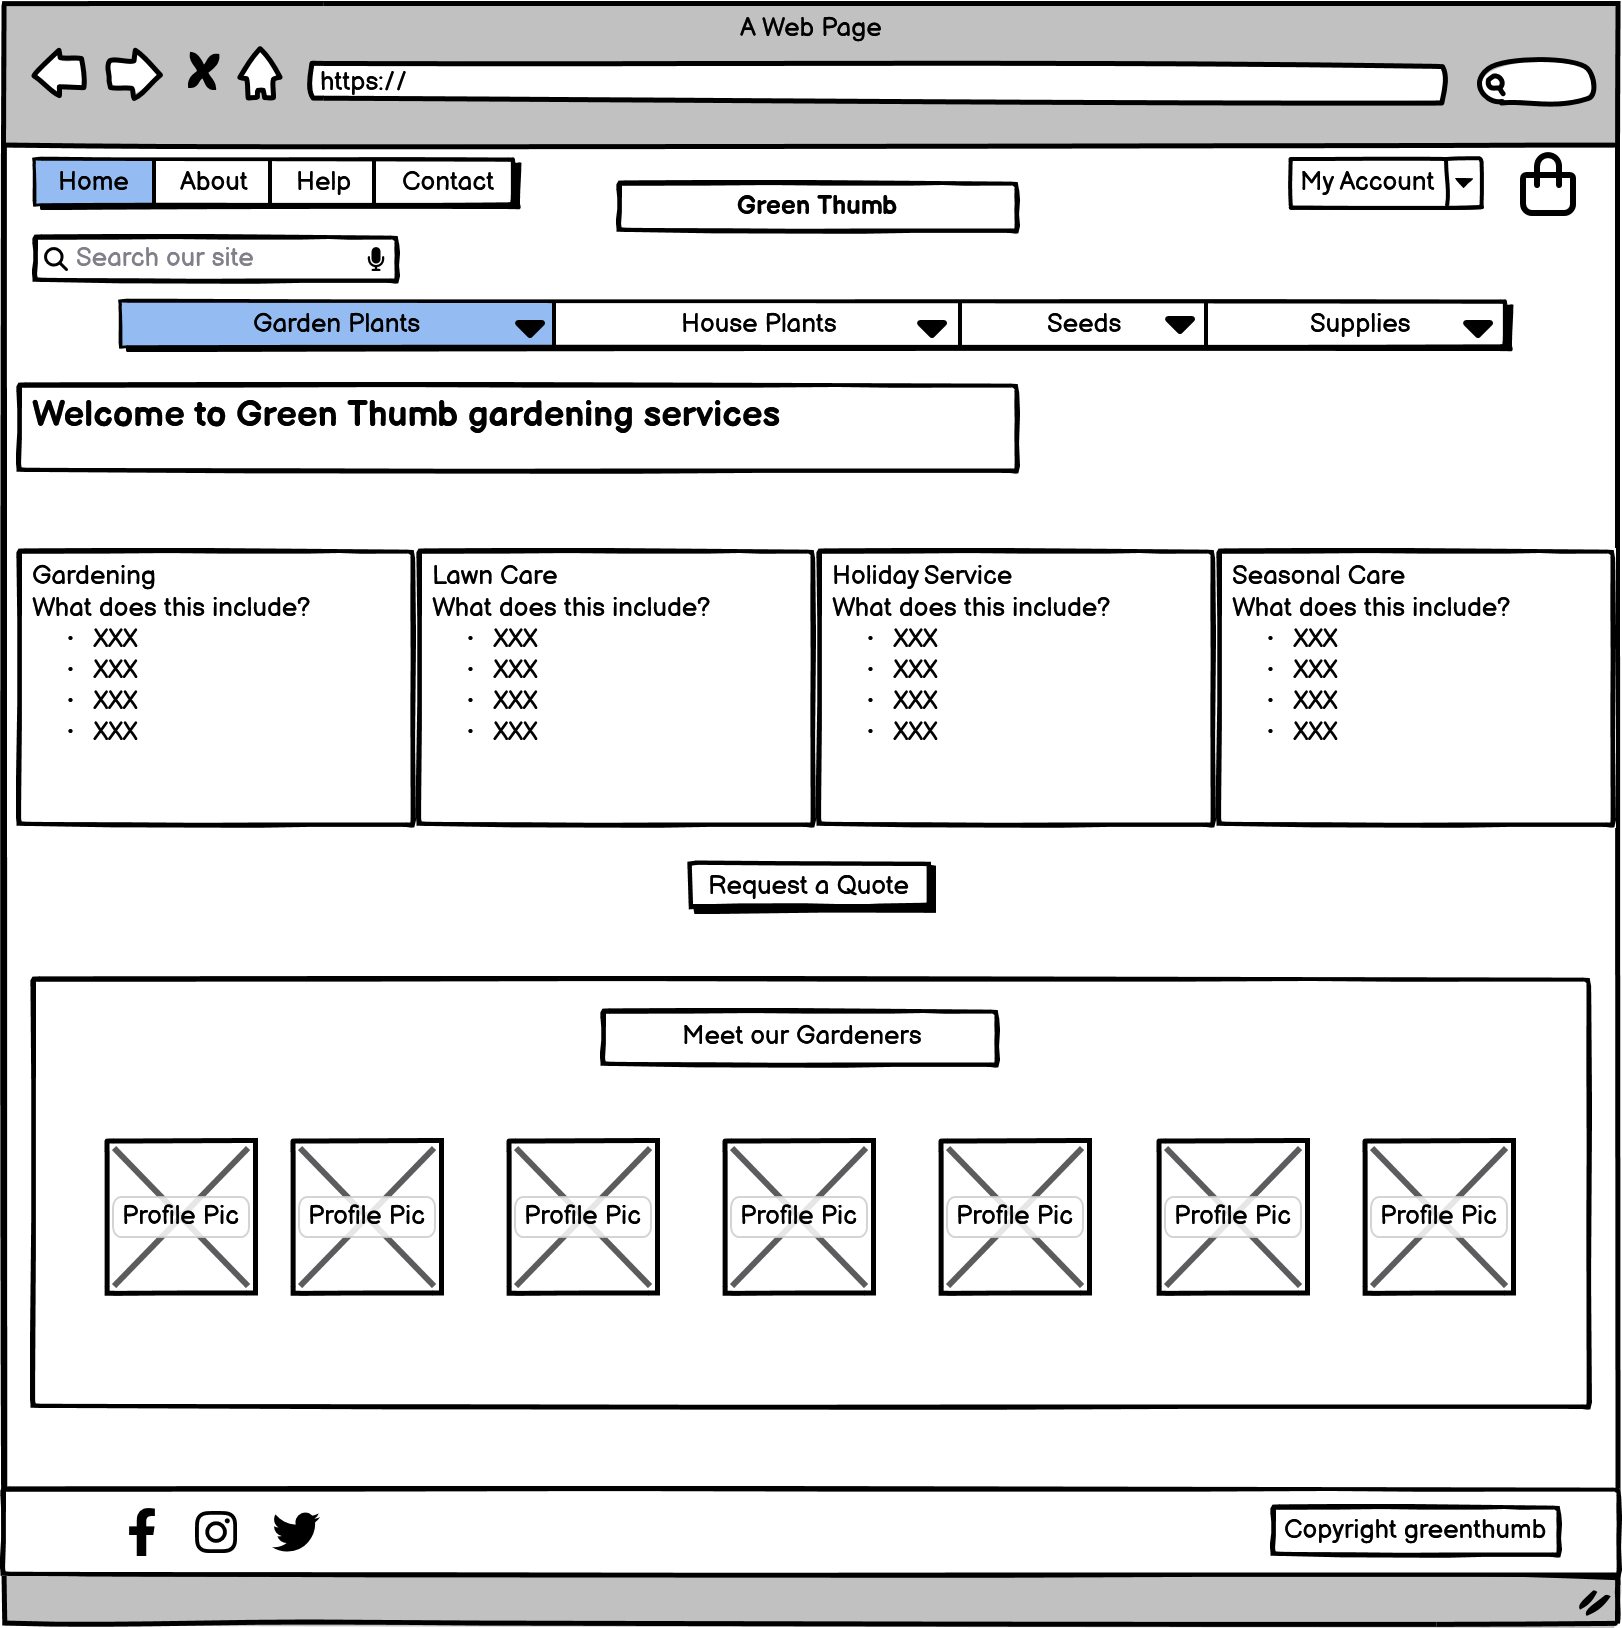 A Web Page
https://
Home About Help Contact
My Account
Green Thumb
Search our site
Garden Plants House Plants Seeds Supplies
Welcome to Green Thumb gardening services
Gardening
What does this include?
• XXX
• XXX
• XXX
• XXX
Lawn Care
What does this include?
• XXX
• XXX
• XXX
• XXX
Holiday Service
What does this include?
• XXX
• XXX
• XXX
• XXX
Seasonal Care
What does this include?
• XXX
• XXX
• XXX
• XXX
Request a Quote
Meet our Gardeners
Profile Pic Profile Pic Profile Pic Profile Pic Profile Pic Profile Pic Profile Pic
Copyright greenthumb